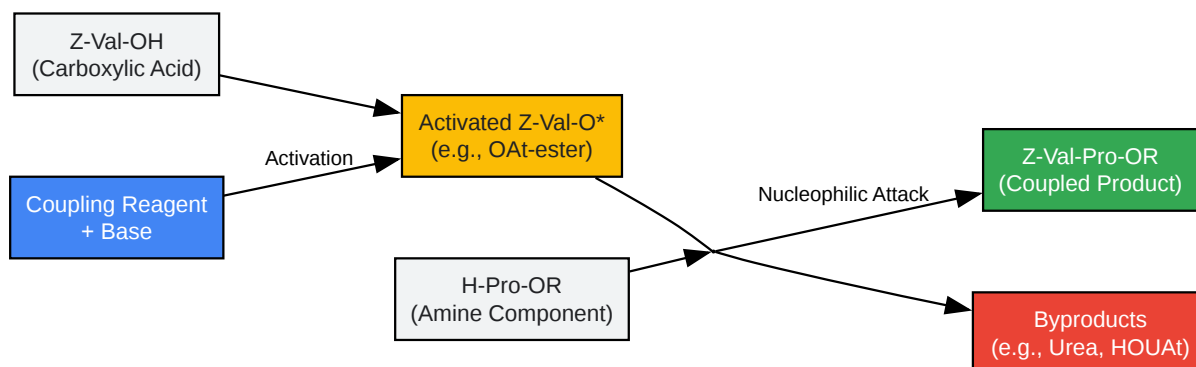 Z-Val-OH
(Carboxylic Acid)
Coupling Reagent
+ Base
Activation
Activated Z-Val-O*
(e.g., OAt-ester)
H-Pro-OR
(Amine Component)
Nucleophilic Attack
Z-Val-Pro-OR
(Coupled Product)
Byproducts
(e.g., Urea, HOUAt)